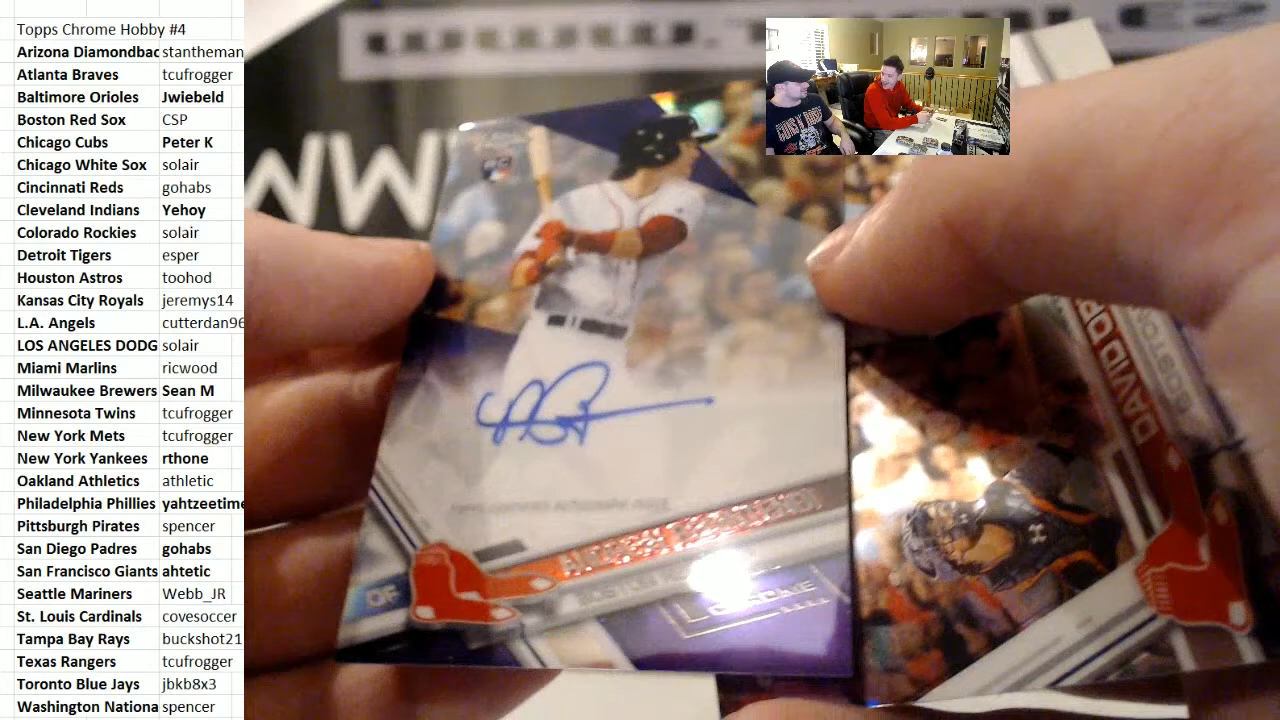 Topps Chrome Hobby #4
Arizona Diamondbac stantheman
Atlanta Braves tcufrogger
Baltimore Orioles Jwiebeld
Boston Red Sox CSP
Chicago Cubs Peter K
Chicago White Sox solair
Cincinnati Reds gohabs
Cleveland Indians Yehoy
Colorado Rockies solair
Detroit Tigers esper
Houston Astros toohod
Kansas City Royals jeremys14
L.A. Angels cutterdan96
LOS ANGELES DODG solair
Miami Marlins ricwood
Milwaukee Brewers Sean M
Minnesota Twins tcufrogger
New York Mets tcufrogger
New York Yankees rthone
Oakland Athletics athletic
Philadelphia Phillies yahtzeetime
Pittsburgh Pirates spencer
San Diego Padres gohabs
San Francisco Giants ahtetic
Seattle Mariners Webb_JR
St. Louis Cardinals covesoccer
Tampa Bay Rays buckshot21
Texas Rangers tcufrogger
Toronto Blue Jays jbkb8x3
Washington Nationa spencer
WW
OF
CHROME
DAVID OR
BOSTO